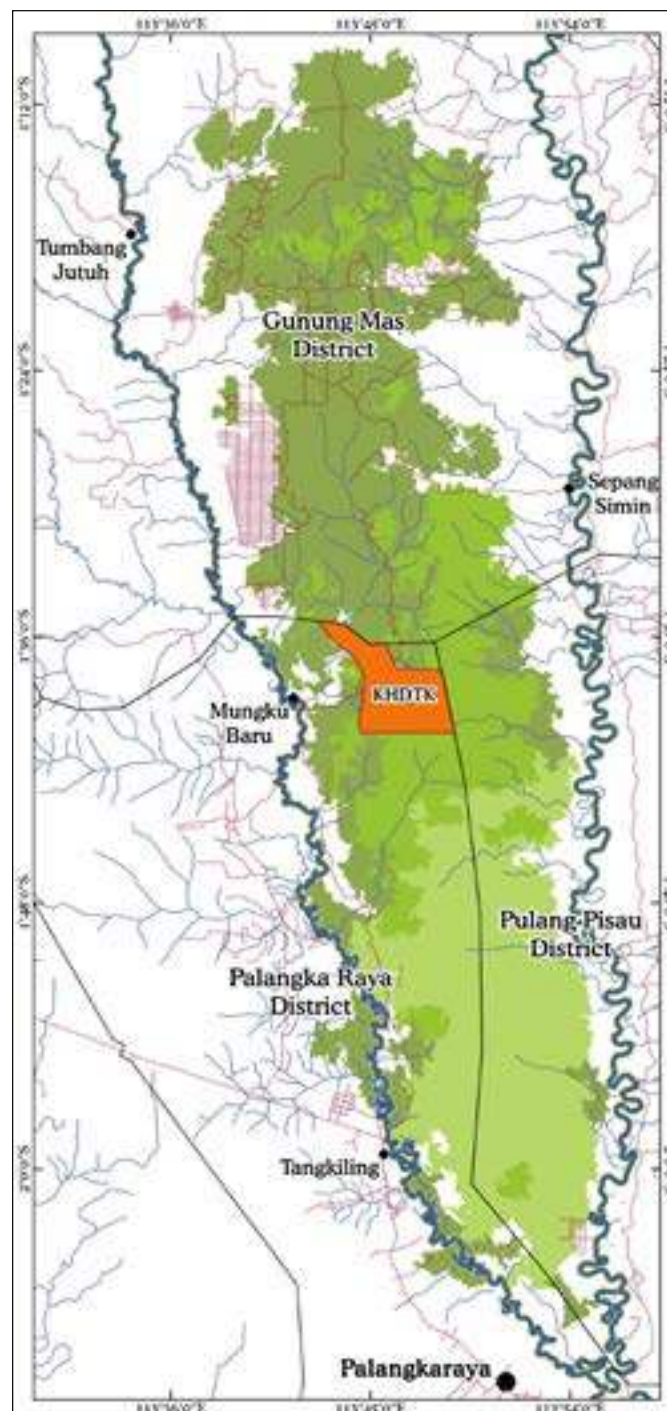 Tumbang
Jutuh
Gunung Mas
District
Sepang
Simin
KHDTK
Mungku
Baru
Pulang Pisau
District
Palangka Raya
District
Tangkiling
Palangkaraya